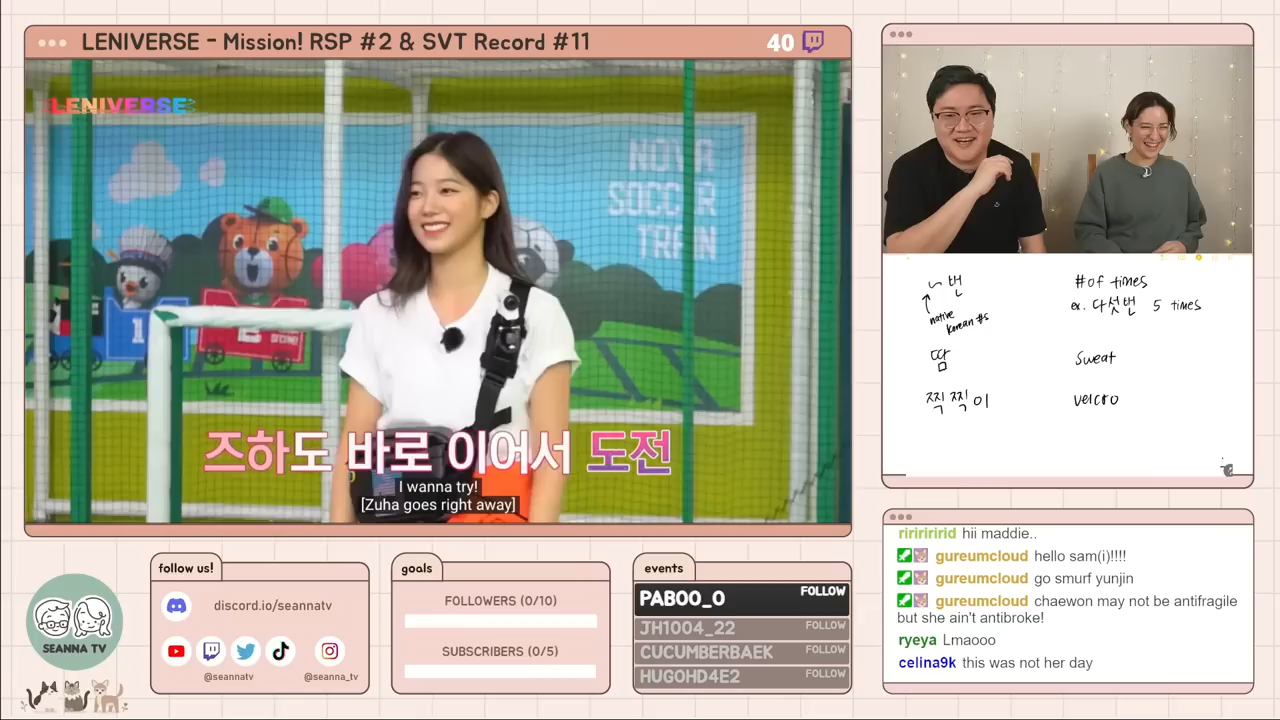 LENIVERSE - Mission! RSP #2 & SVT Record #11
40
LENIVERSE
NOVA
SOCCER
TRAIN
1
즈하도 바로 이어서 도전
I wanna try!
[Zuha goes right away]
~번
# of times
native
korean #s
ex. 다섯번 5 times
땀
sweat
찍찍이
velcro
follow us!
discord.io/seannatv
@seannatv
@seanna_tv
SEANNA TV
goals
FOLLOWERS (0/10)
SUBSCRIBERS (0/5)
events
PABOO_O FOLLOW
JH1004_22 FOLLOW
CUCUMBERBAEK FOLLOW
HUGOHD4E2 FOLLOW
riririririd hii maddie..
gureumcloud hello sam(i)!!!!
gureumcloud go smurf yunjin
gureumcloud chaewon may not be antifragile
but she ain't antibroke!
ryeya Lmaooo
celina9k this was not her day